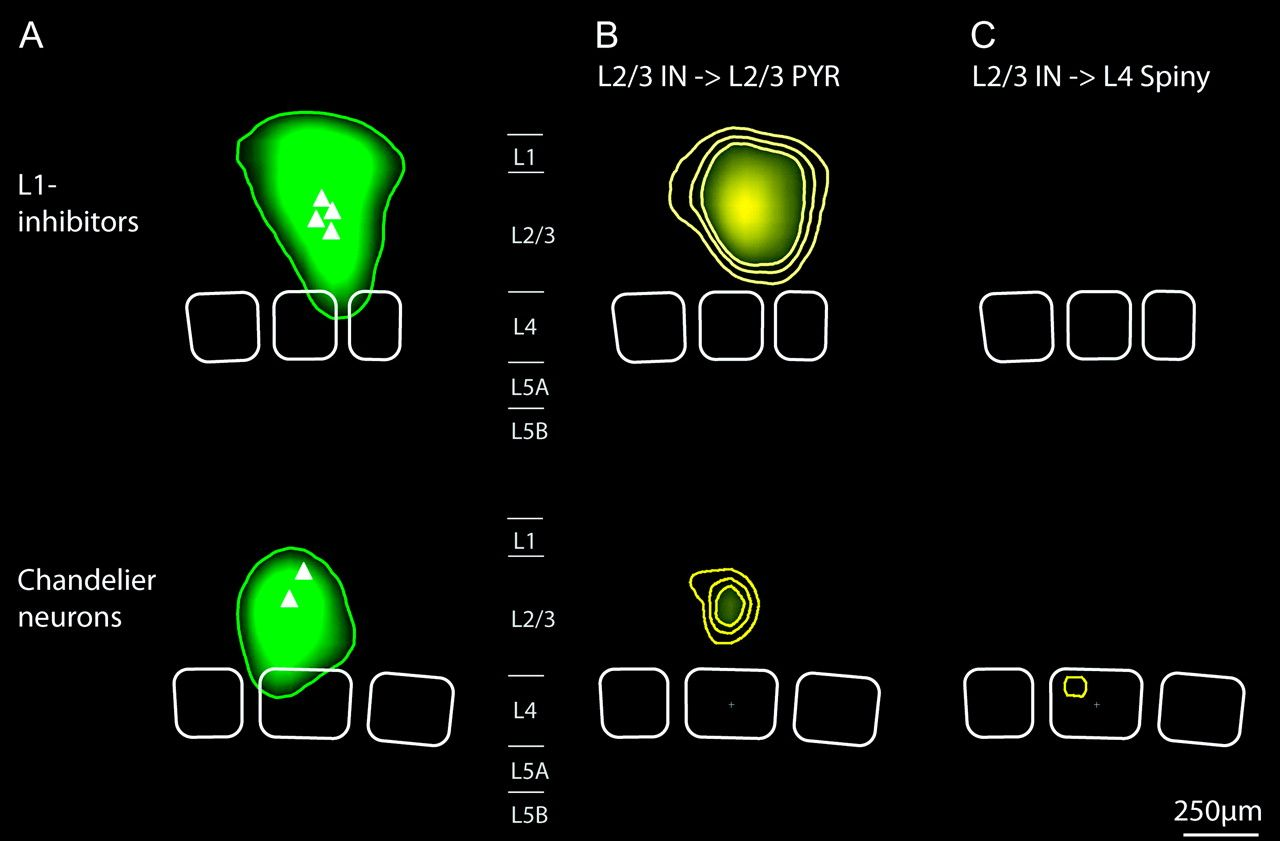 A
B
C
L2/3 IN -> L2/3 PYR
L2/3 IN -> L4 Spiny
L1-
inhibitors
L1
L2/3
L4
L5A
L5B
Chandelier
neurons
L1
L2/3
L4
L5A
L5B
250µm